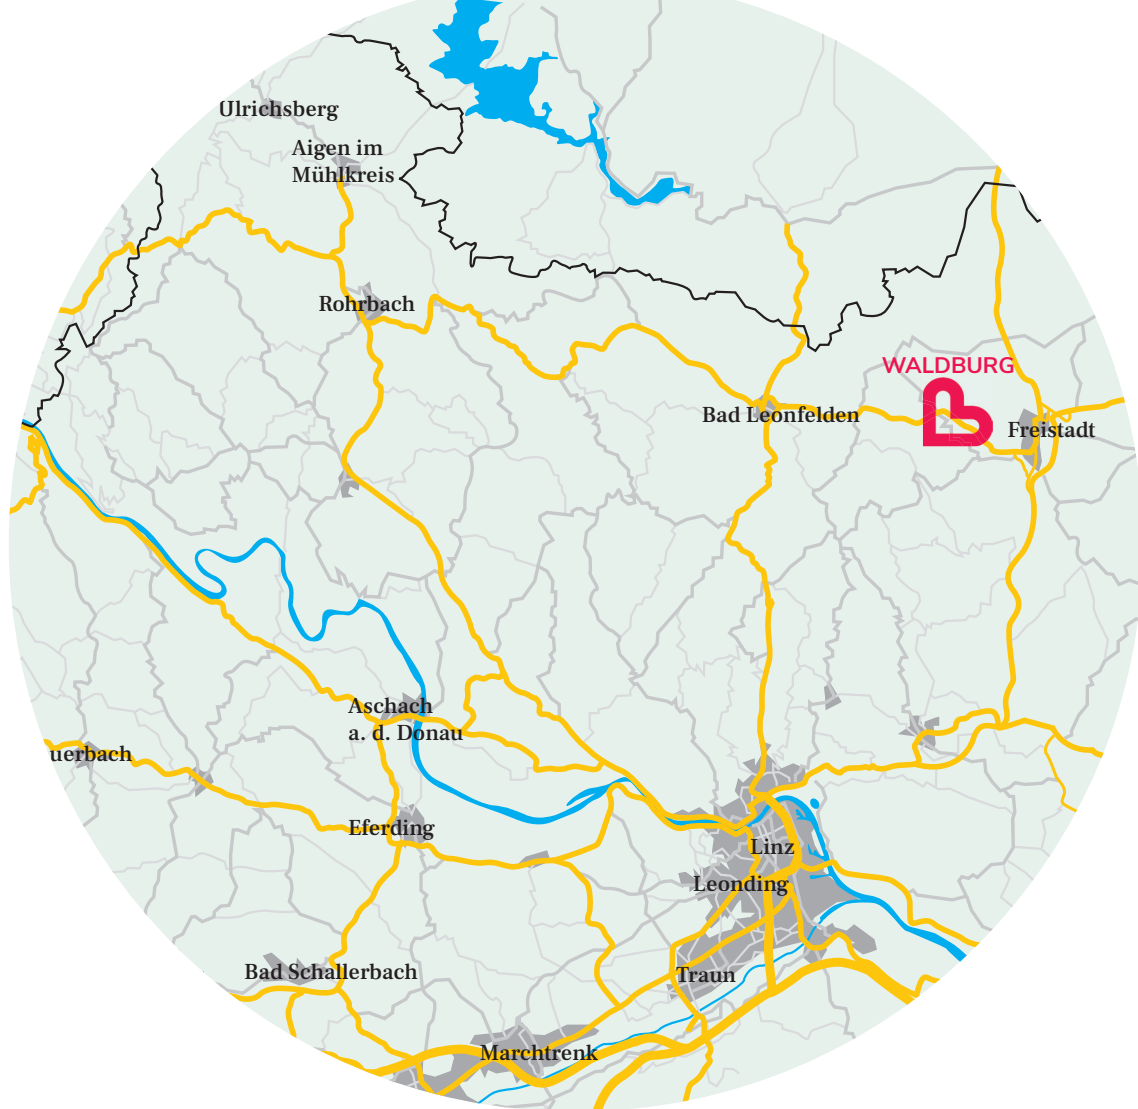 Ulrichsberg
Aigen im
Mühlkreis
Rohrbach
WALDBURG
Bad Leonfelden
Freistadt
Aschach
a. d. Donau
uerbach
Eferding
Linz
Leonding
Bad Schallerbach
Traun
Marchtrenk